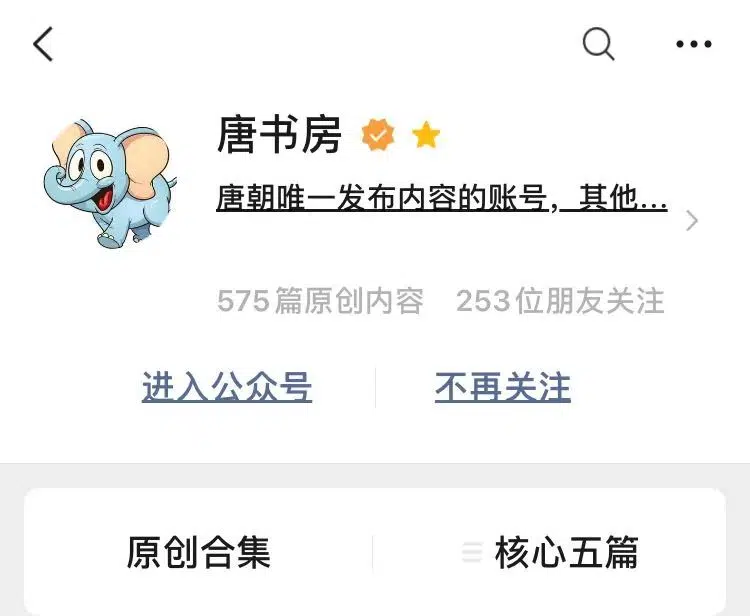 唐书房
唐朝唯一发布内容的账号，其他...
575篇原创内容 253位朋友关注
进入公众号 不再关注
原创合集 核心五篇